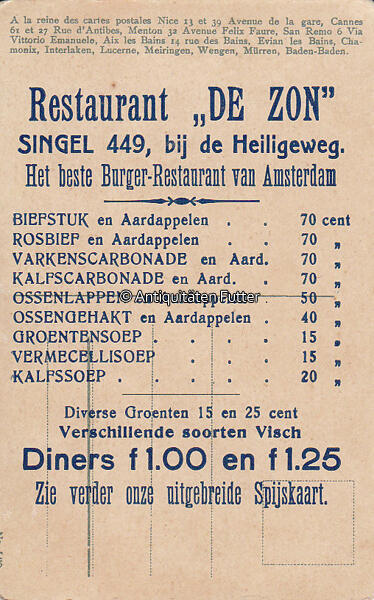 A la reine des cartes postales Nice 13 et 39 Avenue de la gare, Cannes
61 et 27 Rue d'Antibes, Menton 32 Avenue Felix Faure, San Remo 6 Via
Vittorio Emanuele, Aix les Bains 14 rue des Bains, Evian les Bains, Cha-
monix, Interlaken, Lucerne, Meiringen, Wengen, Mürren, Baden-Baden.
Restaurant „DE ZON”
SINGEL 449, bij de Heiligeweg.
Het beste Burger-Restaurant van Amsterdam
BIEFSTUK en Aardappelen . . 70 cent
ROSBIEF en Aardappelen . . 70 „
VARKENSCARBONADE en Aard. 70 „
KALFSCARBONADE en Aard. . 70 „
OSSENLAPPEN 50 „
© Antiquitäten Futter
OSSENGEHAKT en Aardappelen . 40 „
GROENTENSOEP . . . . 15 „
VERMECELLISOEP . . . 15 „
KALFSSOEP . . . . . 20 „
Diverse Groenten 15 en 25 cent
Verschillende soorten Visch
Diners f 1.00 en f 1.25
Zie verder onze uitgebreide Spijskaart.